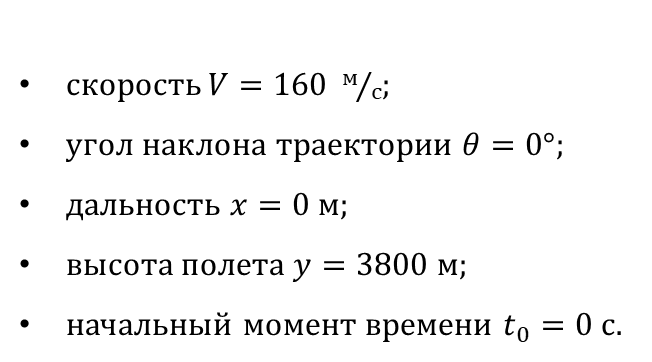 • скорость V = 160 м/с;
• угол наклона траектории θ = 0°;
• дальность x = 0 м;
• высота полета y = 3800 м;
• начальный момент времени t₀ = 0 с.